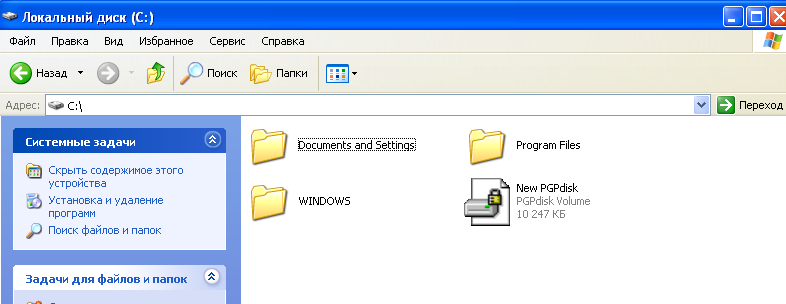 Локальный диск (C:)
Файл Правка Вид Избранное Сервис Справка
Назад Поиск Папки
Адрес: C:\ Переход
Системные задачи
Скрыть содержимое этого
устройства
Установка и удаление
программ
Поиск файлов и папок
Задачи для файлов и папок
Documents and Settings
Program Files
WINDOWS
New PGPdisk
PGPdisk Volume
10 247 КБ